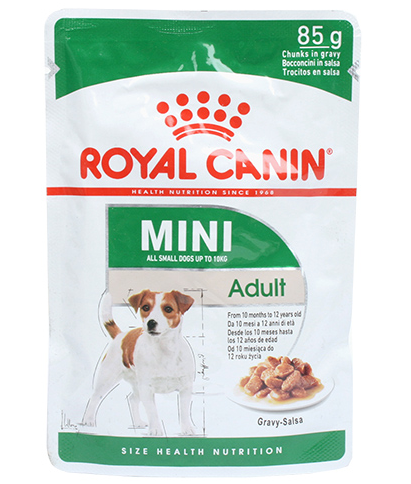 85 g
Chunks in gravy
Bocconcini in salsa
Trocitos en salsa
ROYAL CANIN
HEALTH NUTRITION SINCE 1968
MINI
ALL SMALL DOGS UP TO 10KG
Adult
From 10 months to 12 years old
Da 10 mesi a 12 anni di età
Desde los 10 meses hasta
los 12 años de edad
Od 10 miesiąca do
12 roku życia
Gravy-Salsa
SIZE HEALTH NUTRITION